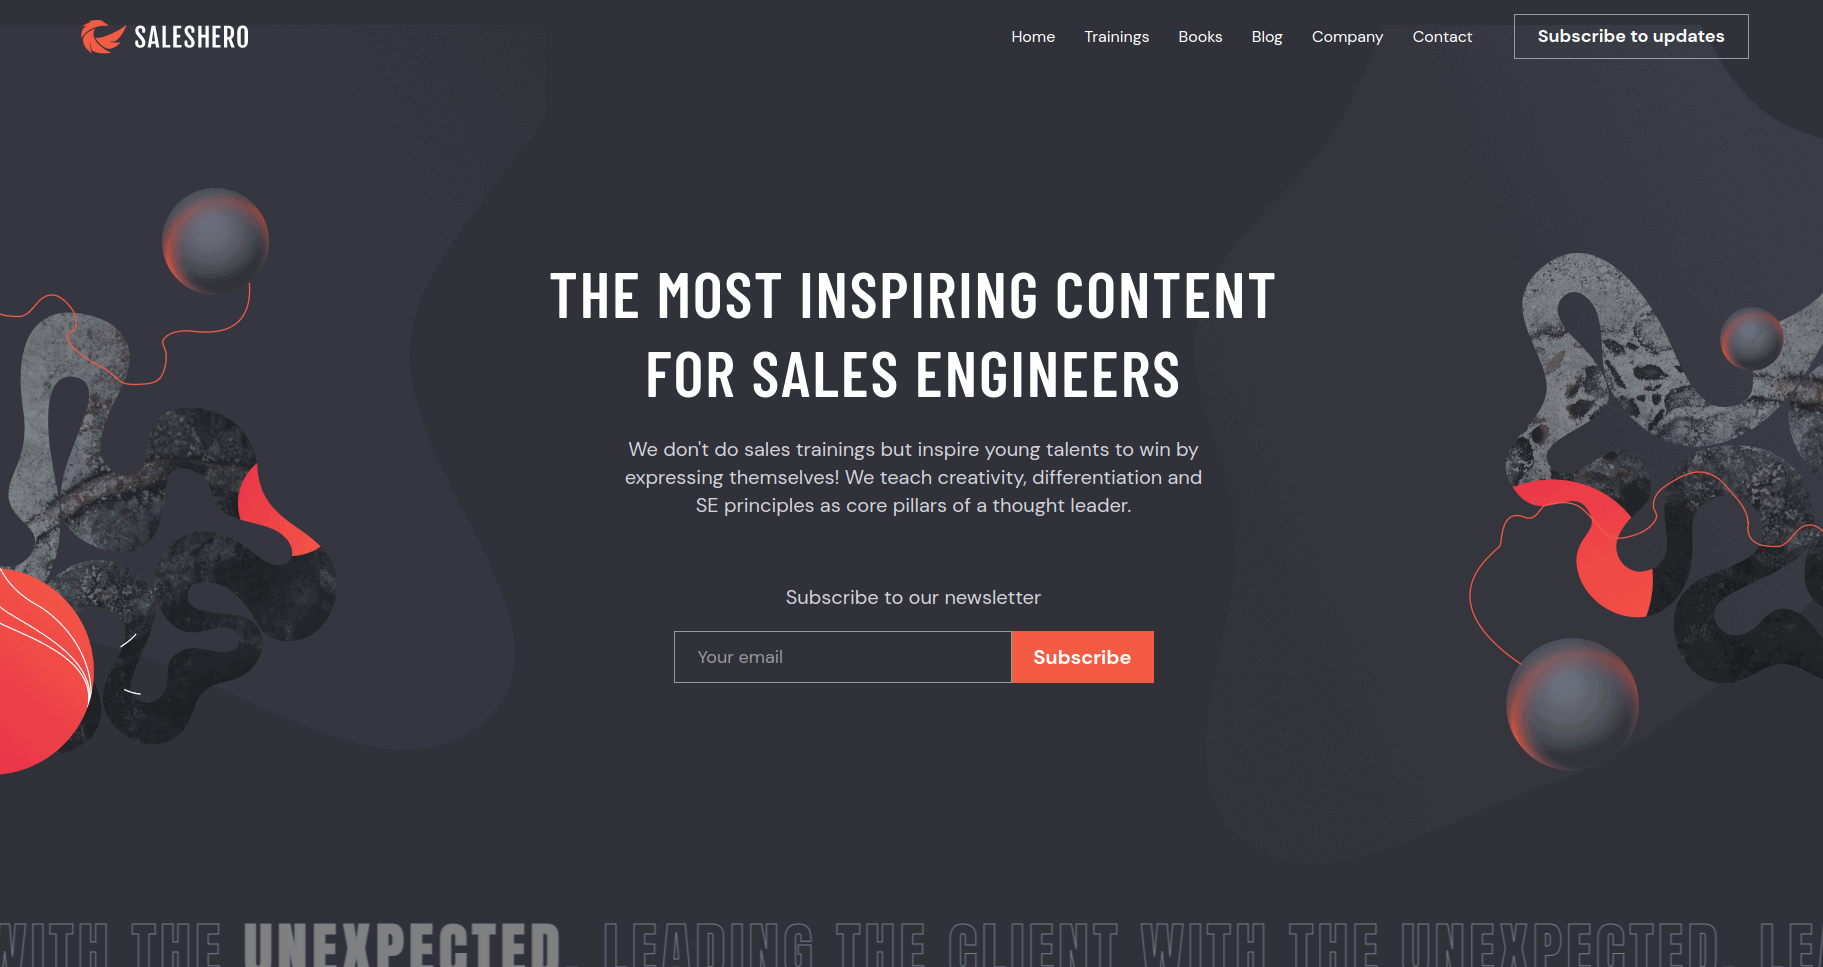 SALESHERO
Home Trainings Books Blog Company Contact Subscribe to updates
THE MOST INSPIRING CONTENT
FOR SALES ENGINEERS
We don't do sales trainings but inspire young talents to win by
expressing themselves! We teach creativity, differentiation and
SE principles as core pillars of a thought leader.
Subscribe to our newsletter
Your email Subscribe
WITH THE UNEXPECTED. LEADING THE CLIENT WITH THE UNEXPECTED. LEA